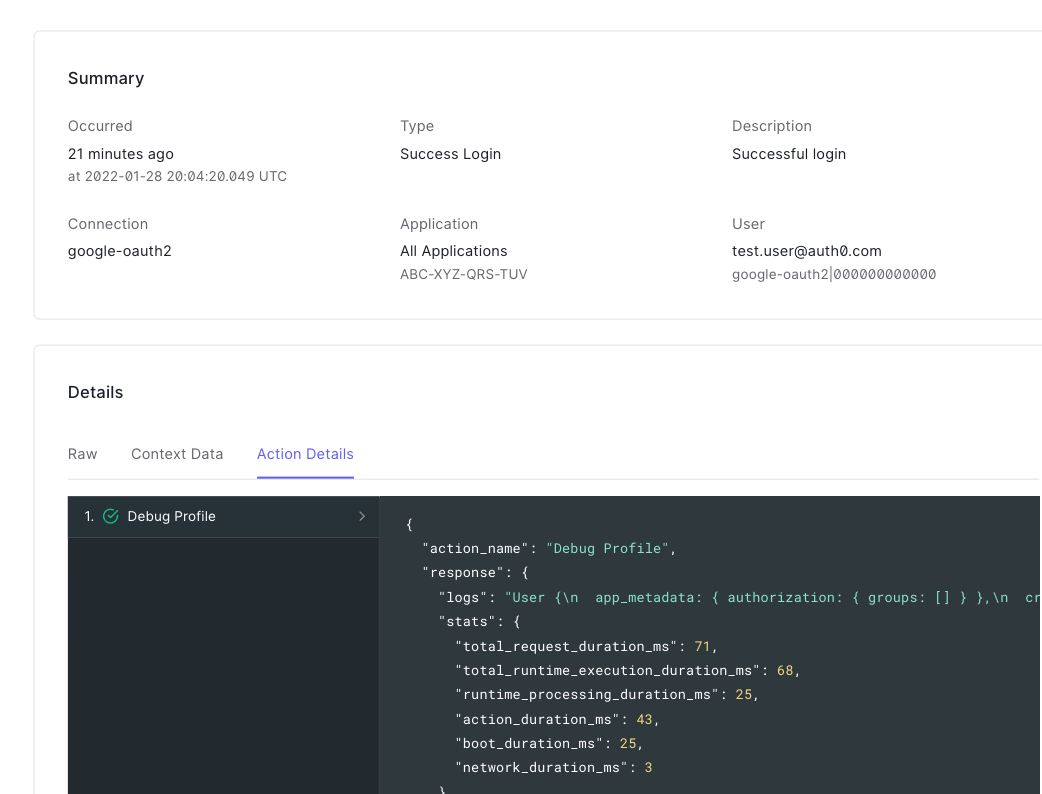 Summary
Occurred Type Description
21 minutes ago Success Login Successful login
at 2022-01-28 20:04:20.049 UTC
Connection Application User
google-oauth2 All Applications test.user@auth0.com
ABC-XYZ-QRS-TUV google-oauth2|000000000000
Details
Raw Context Data Action Details
1. Debug Profile
{
"action_name": "Debug Profile",
"response": {
"logs": "User {\n  app_metadata: { authorization: { groups: [] } },\n  cr
"stats": {
"total_request_duration_ms": 71,
"total_runtime_execution_duration_ms": 68,
"runtime_processing_duration_ms": 25,
"action_duration_ms": 43,
"boot_duration_ms": 25,
"network_duration_ms": 3
}